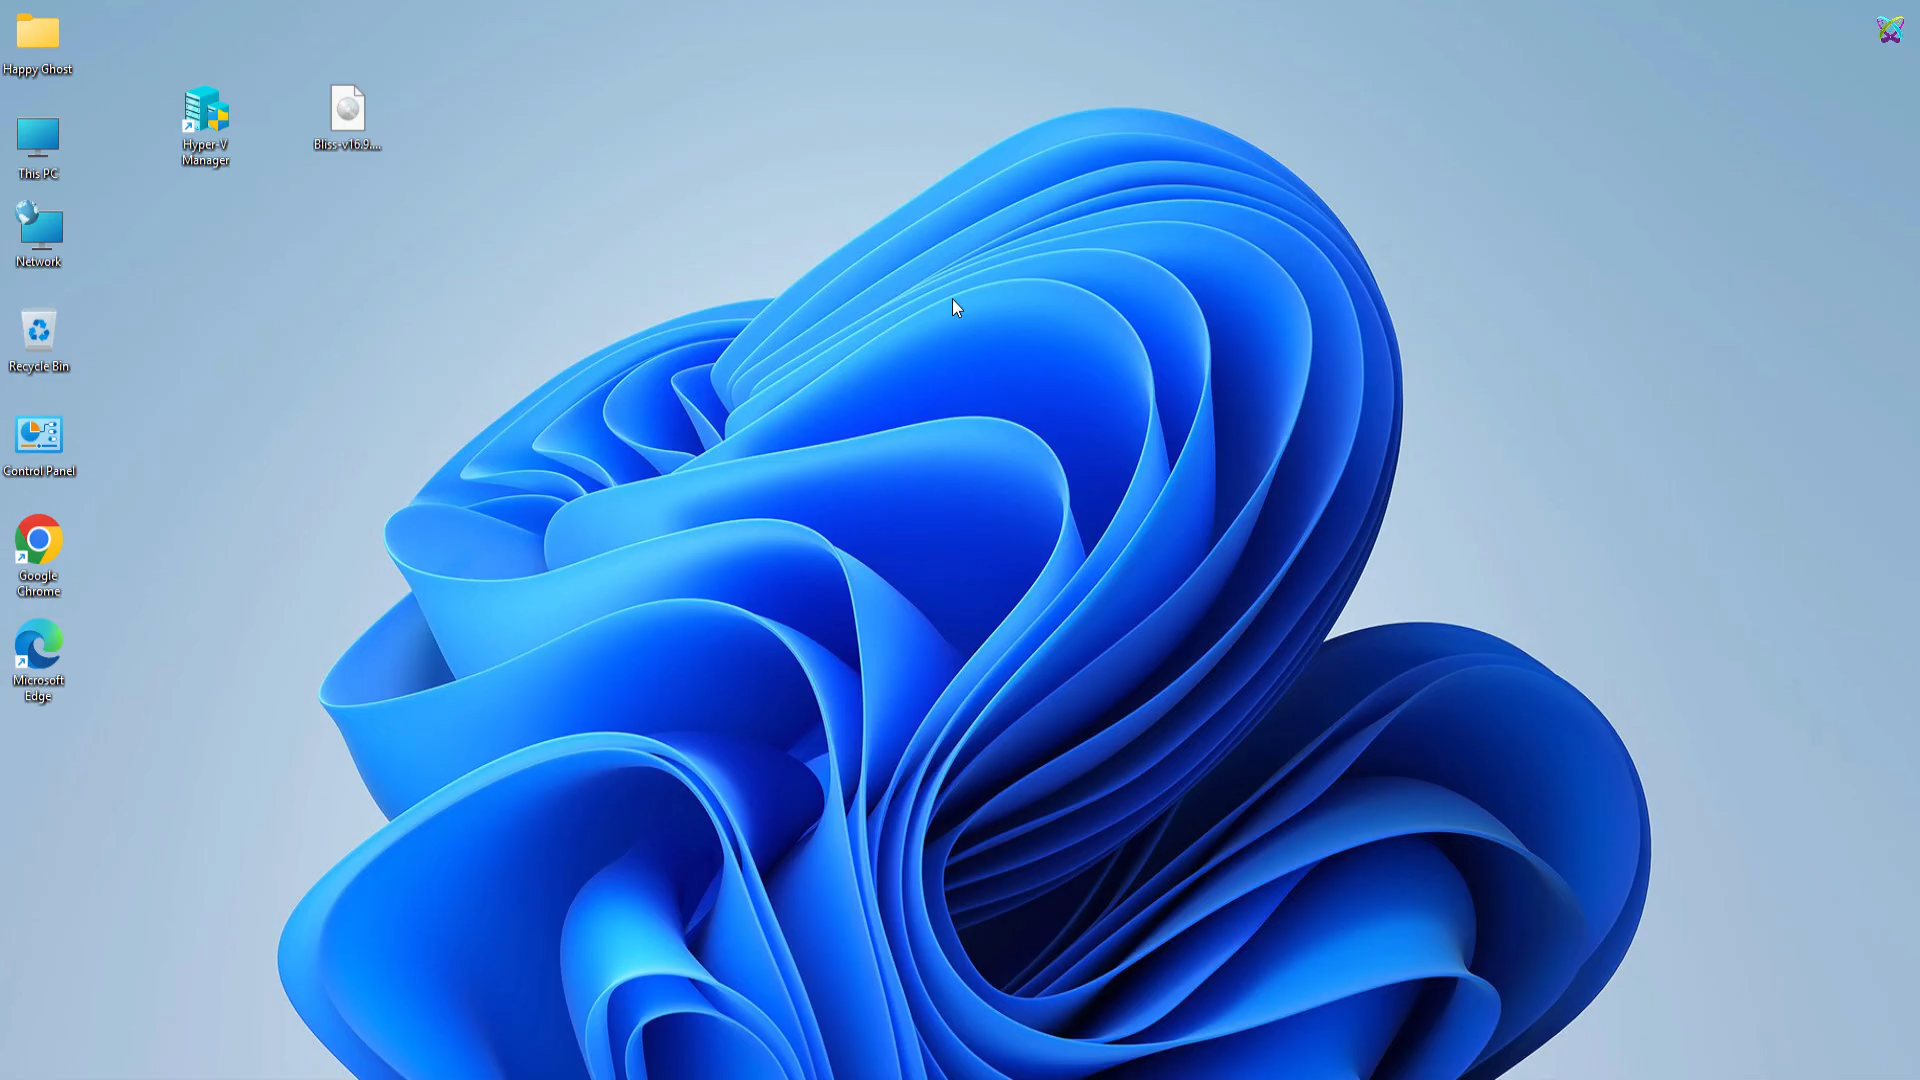 Happy Ghost
Hyper-V
Manager
Bliss-v16.9....
This PC
Network
Recycle Bin
Control Panel
Google
Chrome
Microsoft
Edge